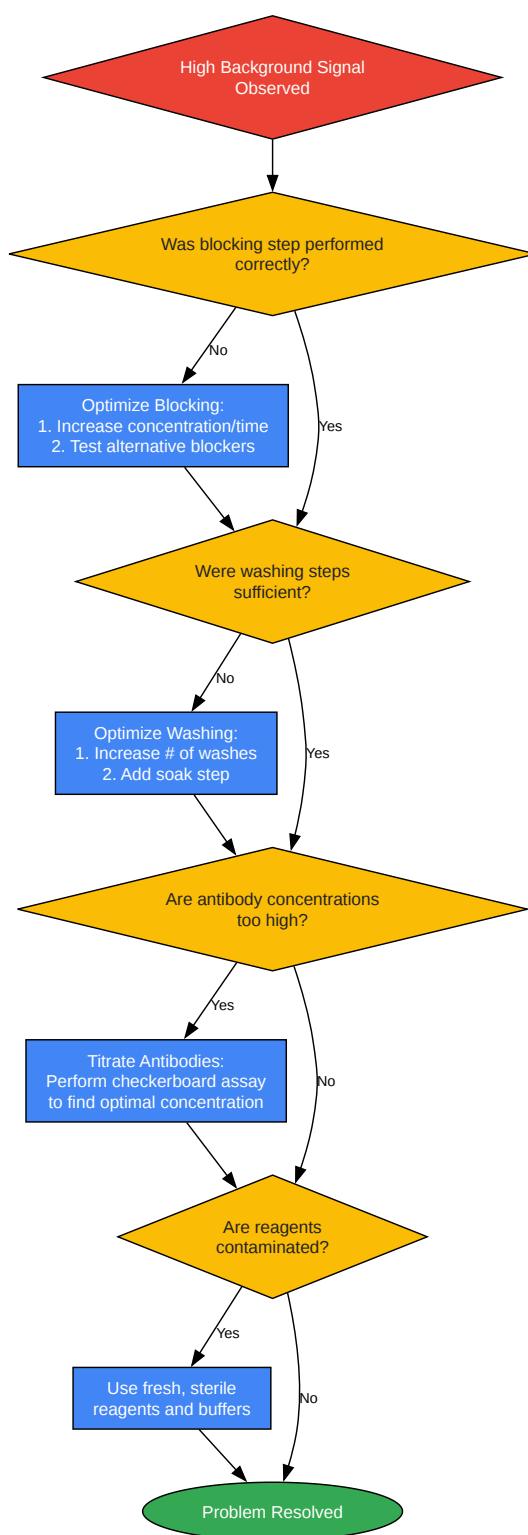 High Background Signal
Observed
Was blocking step performed
correctly?
No
Yes
Optimize Blocking:
1. Increase concentration/time
2. Test alternative blockers
Were washing steps
sufficient?
No
Yes
Optimize Washing:
1. Increase # of washes
2. Add soak step
Are antibody concentrations
too high?
Yes
No
Titrate Antibodies:
Perform checkerboard assay
to find optimal concentration
Are reagents
contaminated?
Yes
No
Use fresh, sterile
reagents and buffers
Problem Resolved